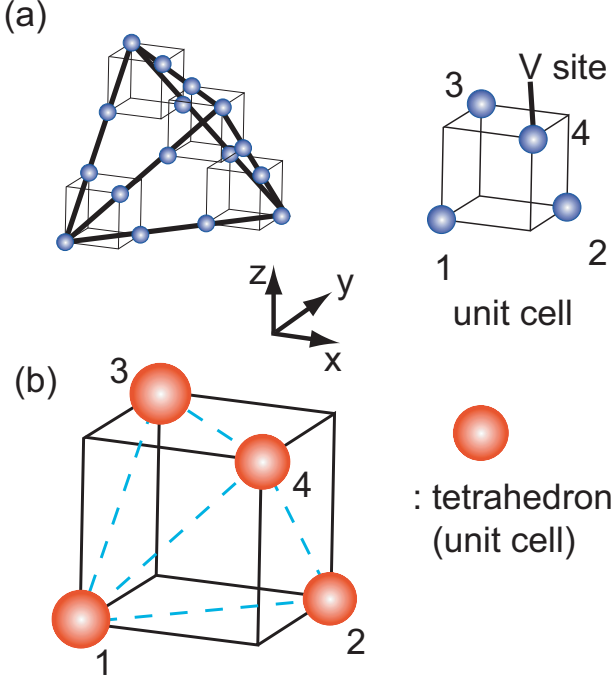 (a)
V site
3
4
1
2
unit cell
z
y
x
(b)
3
4
1
2
: tetrahedron
(unit cell)